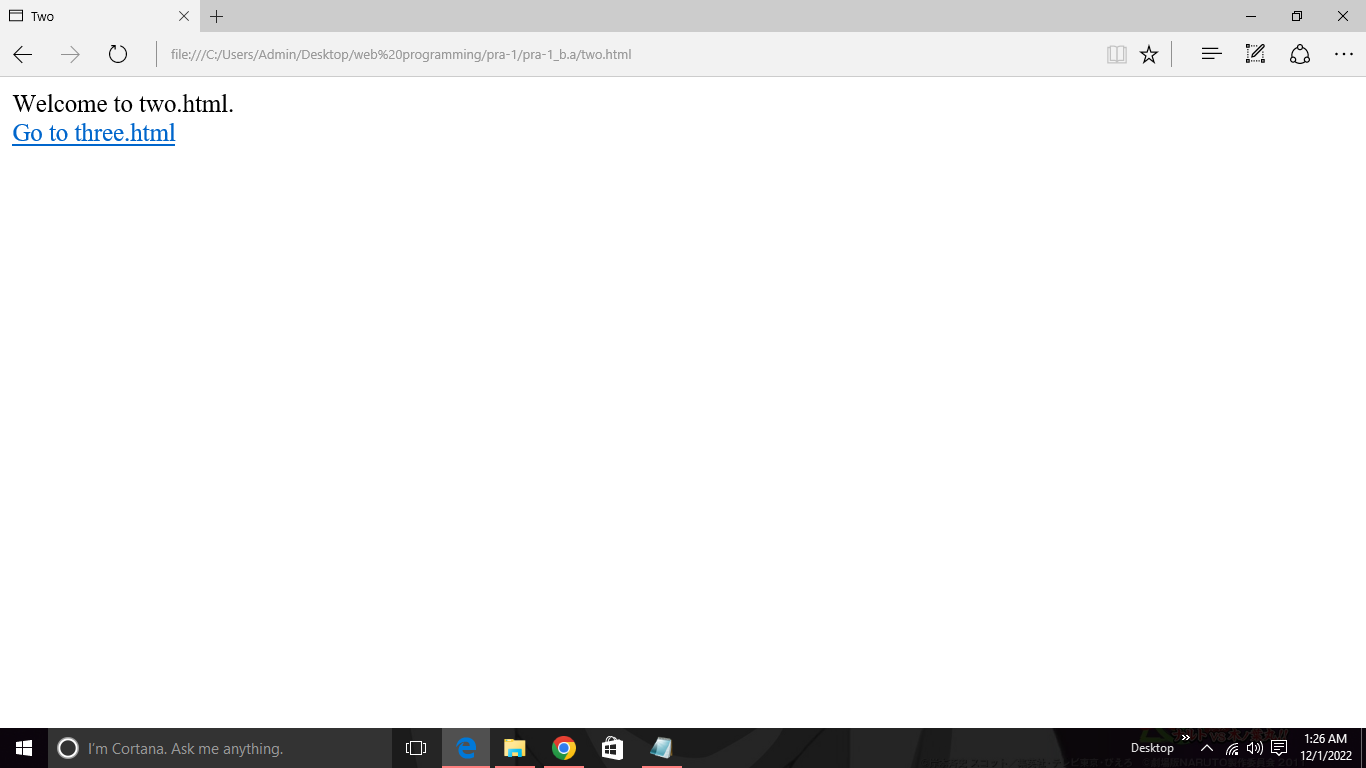 Two
file:///C:/Users/Admin/Desktop/web%20programming/pra-1/pra-1_b.a/two.html
Welcome to two.html.
Go to three.html
I'm Cortana. Ask me anything.
Desktop
1:26 AM
12/1/2022